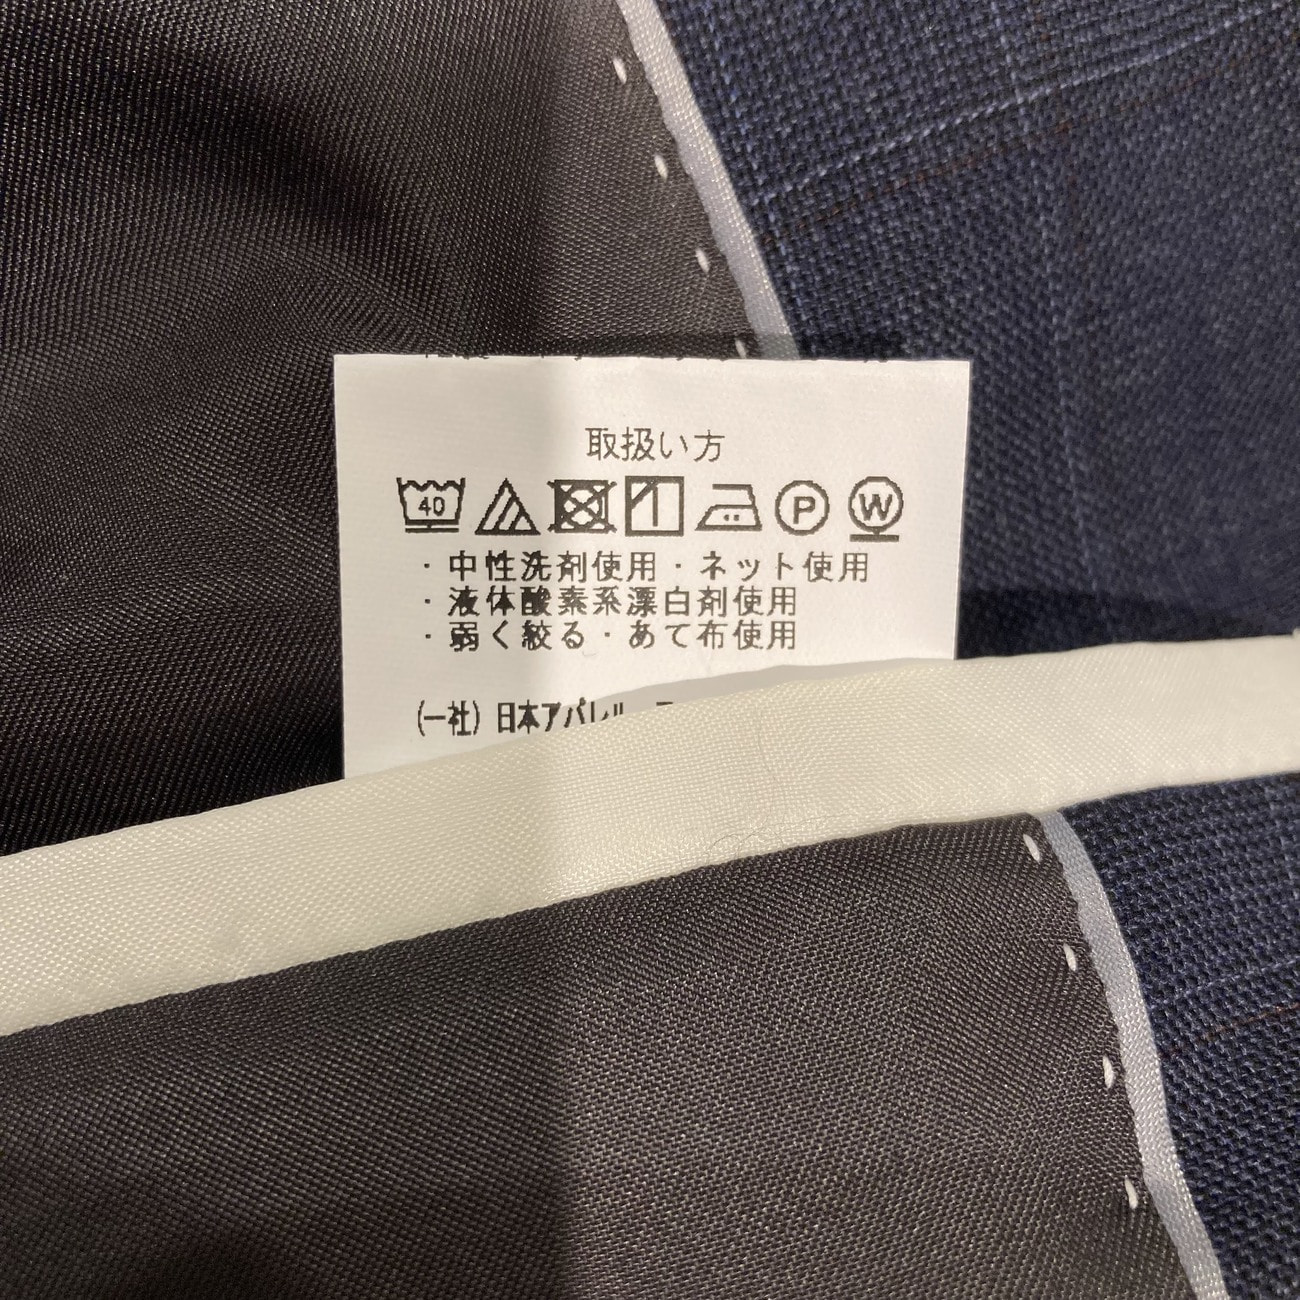 取扱い方
40 P W
・中性洗剤使用・ネット使用
・液体酸素系漂白剤使用
・弱く絞る・あて布使用
(一社) 日本アパレル